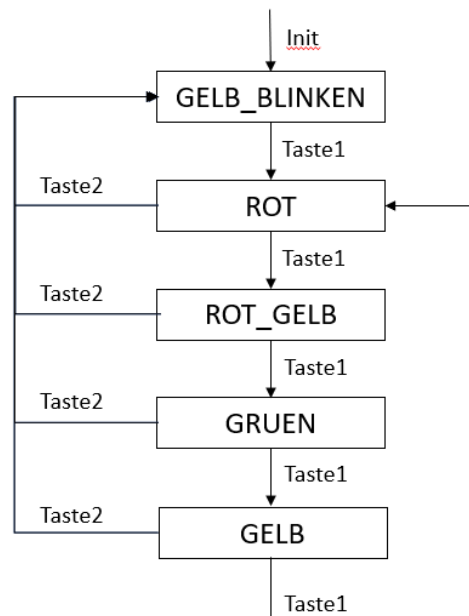 Init
GELB_BLINKEN
Taste1
Taste2
ROT
Taste1
Taste2
ROT_GELB
Taste1
Taste2
GRUEN
Taste1
Taste2
GELB
Taste1